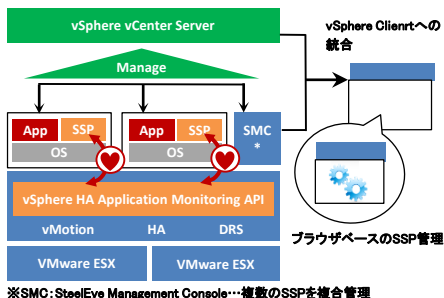 vSphere vCenter Server
vSphere Clienrtへの
統合
Manage
App
SSP
OS
App
SSP
OS
SMC
*
vSphere HA Application Monitoring API
vMotion
HA
DRS
VMware ESX
VMware ESX
ブラウザベースのSSP管理
※SMC：SteelEye Management Console…複数のSSPを複合管理